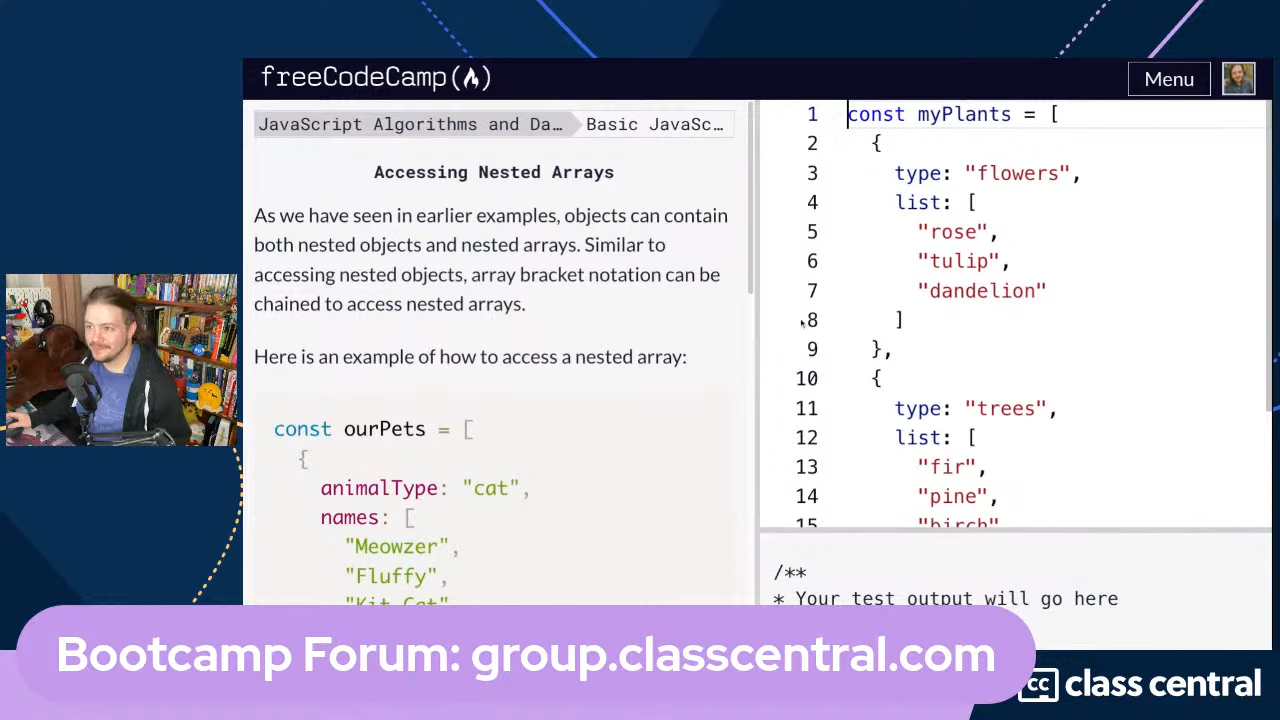 freeCodeCamp
Menu
JavaScript Algorithms and Da… Basic JavaSc…
Accessing Nested Arrays
As we have seen in earlier examples, objects can contain
both nested objects and nested arrays. Similar to
accessing nested objects, array bracket notation can be
chained to access nested arrays.
Here is an example of how to access a nested array:
const ourPets = [
{
animalType: "cat",
names: [
"Meowzer",
"Fluffy",
"Kit-Cat"
1 const myPlants = [
2 {
3 type: "flowers",
4 list: [
5 "rose",
6 "tulip",
7 "dandelion"
8 ]
9 },
10 {
11 type: "trees",
12 list: [
13 "fir",
14 "pine",
15 "birch"
/**
* Your test output will go here
Bootcamp Forum: group.classcentral.com
cc class central